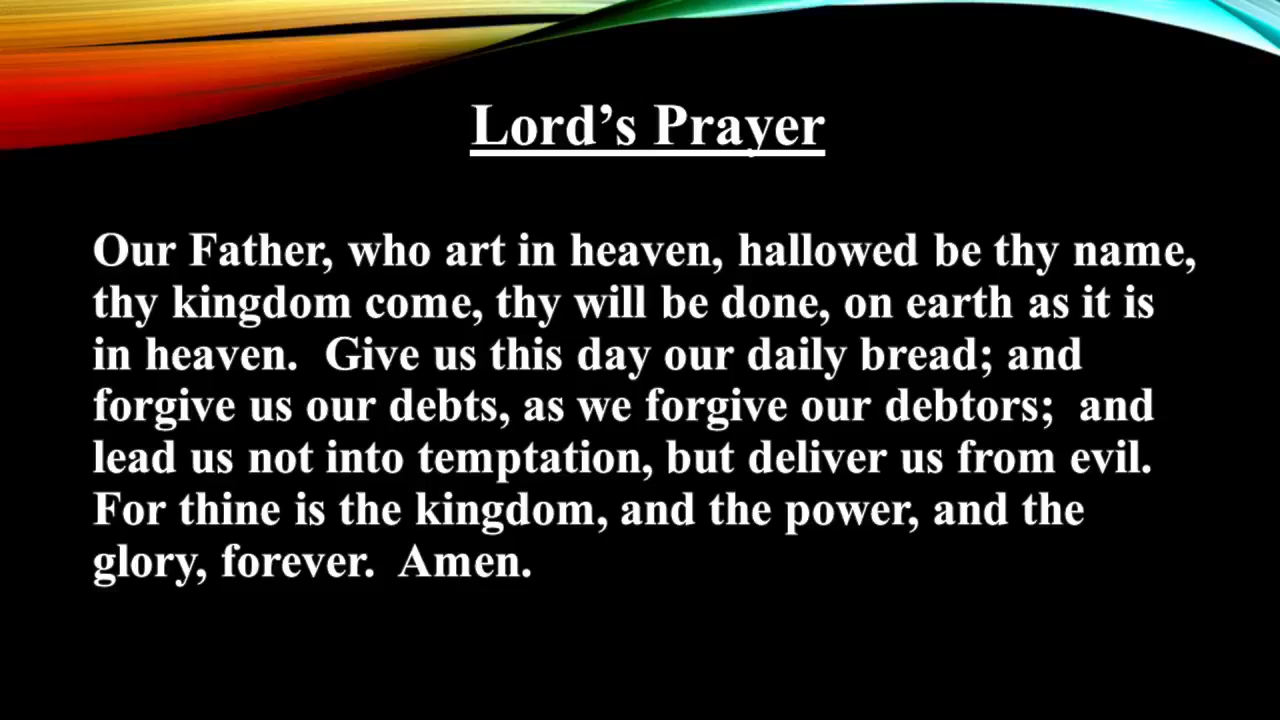 Lord’s Prayer
Our Father, who art in heaven, hallowed be thy name,
thy kingdom come, thy will be done, on earth as it is
in heaven.  Give us this day our daily bread; and
forgive us our debts, as we forgive our debtors;  and
lead us not into temptation, but deliver us from evil.
For thine is the kingdom, and the power, and the
glory, forever.  Amen.